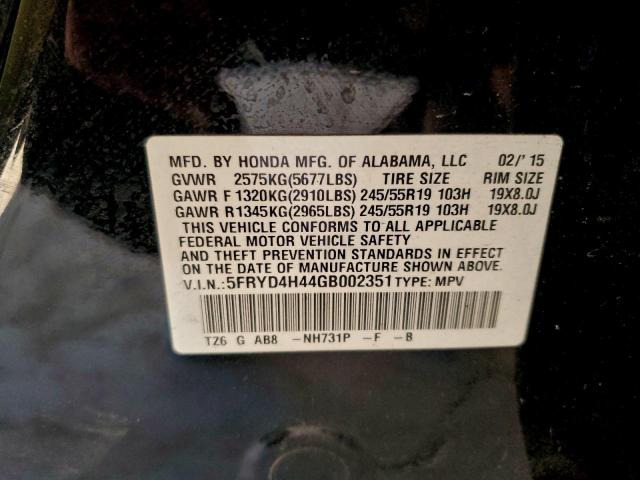 MFD. BY HONDA MFG. OF ALABAMA, LLC 02/'15
GVWR 2575KG(5677LBS) TIRE SIZE RIM SIZE
GAWR F 1320KG(2910LBS) 245/55R19 103H 19X8.0J
GAWR R1345KG(2965LBS) 245/55R19 103H 19X8.0J
THIS VEHICLE CONFORMS TO ALL APPLICABLE
FEDERAL MOTOR VEHICLE SAFETY
AND THEFT PREVENTION STANDARDS IN EFFECT
ON THE DATE OF MANUFACTURE SHOWN ABOVE.
V.I.N.: 5FRYD4H44GB002351 TYPE: MPV
TZ6 G AB8 -NH731P -F -B